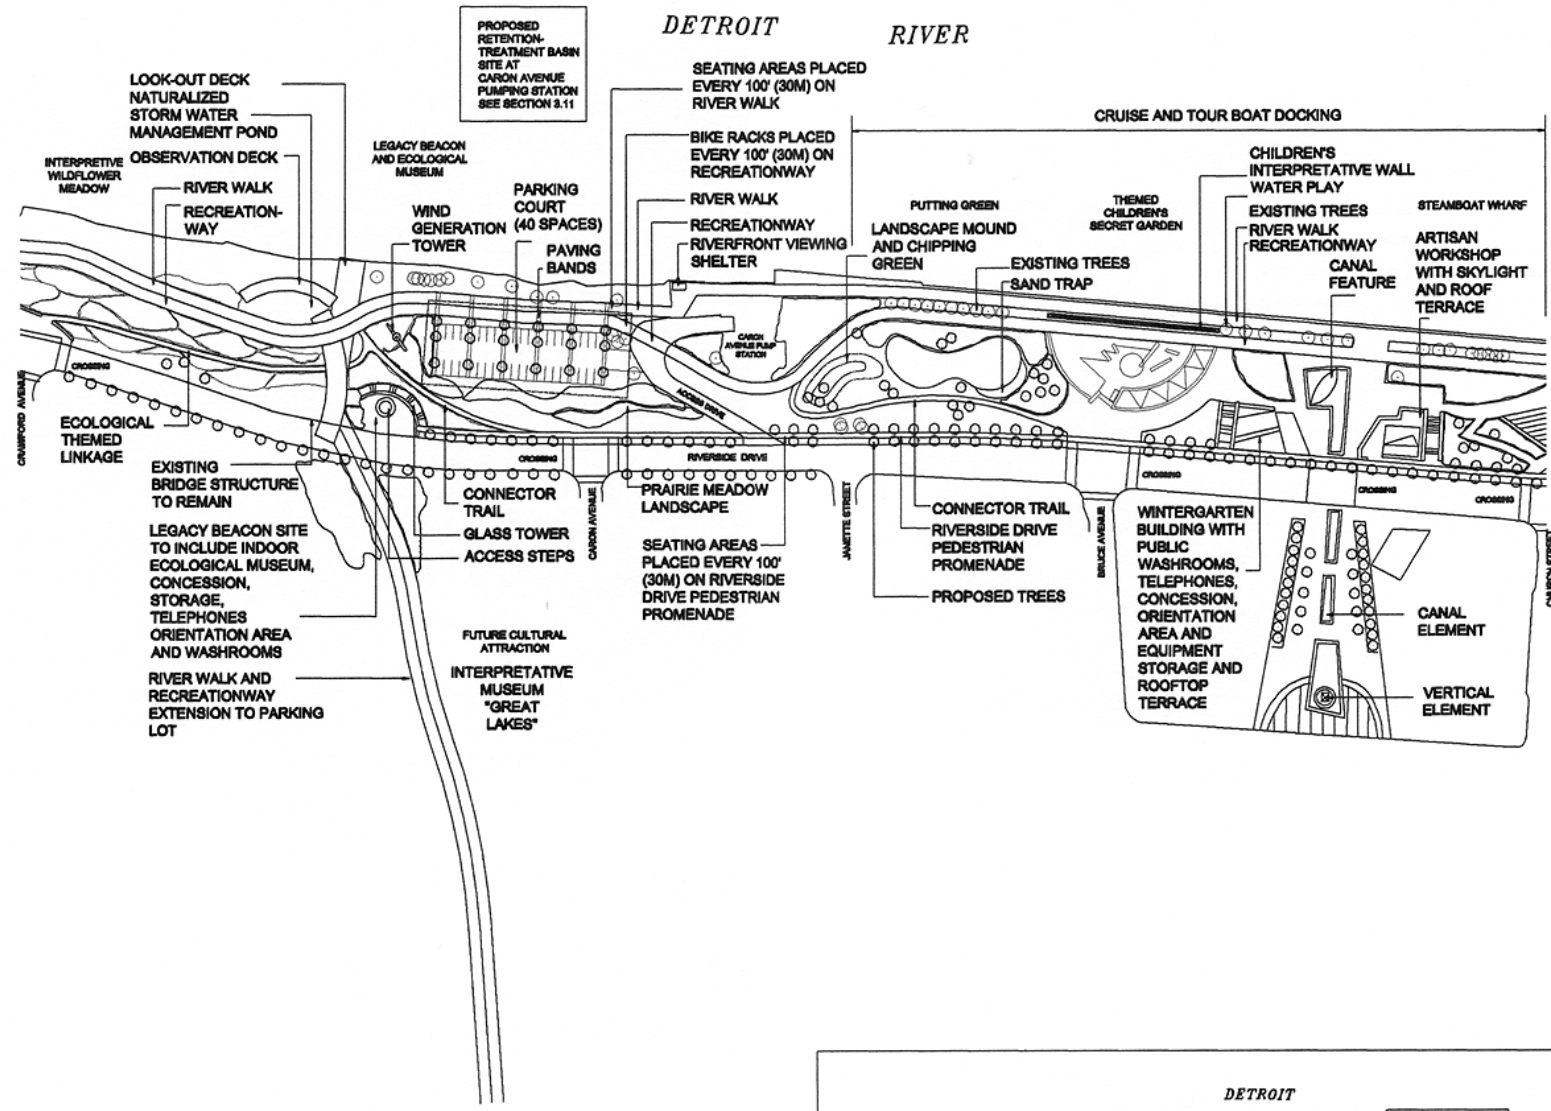 DETROIT RIVER
PROPOSED
RETENTION-
TREATMENT BASIN
SITE AT
CARON AVENUE
PUMPING STATION
SEE SECTION 3.11
LOOK-OUT DECK
NATURALIZED
STORM WATER
MANAGEMENT POND
OBSERVATION DECK
INTERPRETIVE
WILDFLOWER
MEADOW
RIVER WALK
RECREATION-
WAY
LEGACY BEACON
AND ECOLOGICAL
MUSEUM
WIND
GENERATION
TOWER
PARKING
COURT
(40 SPACES)
PAVING
BANDS
SEATING AREAS PLACED
EVERY 100' (30M) ON
RIVER WALK
BIKE RACKS PLACED
EVERY 100' (30M) ON
RECREATIONWAY
RIVER WALK
RECREATIONWAY
RIVERFRONT VIEWING
SHELTER
CRUISE AND TOUR BOAT DOCKING
PUTTING GREEN
LANDSCAPE MOUND
AND CHIPPING
GREEN
EXISTING TREES
SAND TRAP
THEMED
CHILDREN'S
SECRET GARDEN
CHILDREN'S
INTERPRETATIVE WALL
WATER PLAY
EXISTING TREES
RIVER WALK
RECREATIONWAY
CANAL
FEATURE
STEAMBOAT WHARF
ARTISAN
WORKSHOP
WITH SKYLIGHT
AND ROOF
TERRACE
CARON
AVENUE PUMP
STATION
ACCESS DRIVE
CRAWFORD AVENUE
CROSSING
CROSSING
RIVERSIDE DRIVE
CROSSING
CROSSING
CROSSING
CARON AVENUE
JANETTE STREET
BRUCE AVENUE
CHURCH STREET
ECOLOGICAL
THEMED
LINKAGE
EXISTING
BRIDGE STRUCTURE
TO REMAIN
LEGACY BEACON SITE
TO INCLUDE INDOOR
ECOLOGICAL MUSEUM,
CONCESSION,
STORAGE,
TELEPHONES
ORIENTATION AREA
AND WASHROOMS
RIVER WALK AND
RECREATIONWAY
EXTENSION TO PARKING
LOT
CONNECTOR
TRAIL
GLASS TOWER
ACCESS STEPS
FUTURE CULTURAL
ATTRACTION
INTERPRETATIVE
MUSEUM
"GREAT
LAKES"
PRAIRIE MEADOW
LANDSCAPE
SEATING AREAS
PLACED EVERY 100'
(30M) ON RIVERSIDE
DRIVE PEDESTRIAN
PROMENADE
CONNECTOR TRAIL
RIVERSIDE DRIVE
PEDESTRIAN
PROMENADE
PROPOSED TREES
WINTERGARTEN
BUILDING WITH
PUBLIC
WASHROOMS,
TELEPHONES,
CONCESSION,
ORIENTATION
AREA AND
EQUIPMENT
STORAGE AND
ROOFTOP
TERRACE
CANAL
ELEMENT
VERTICAL
ELEMENT
DETROIT